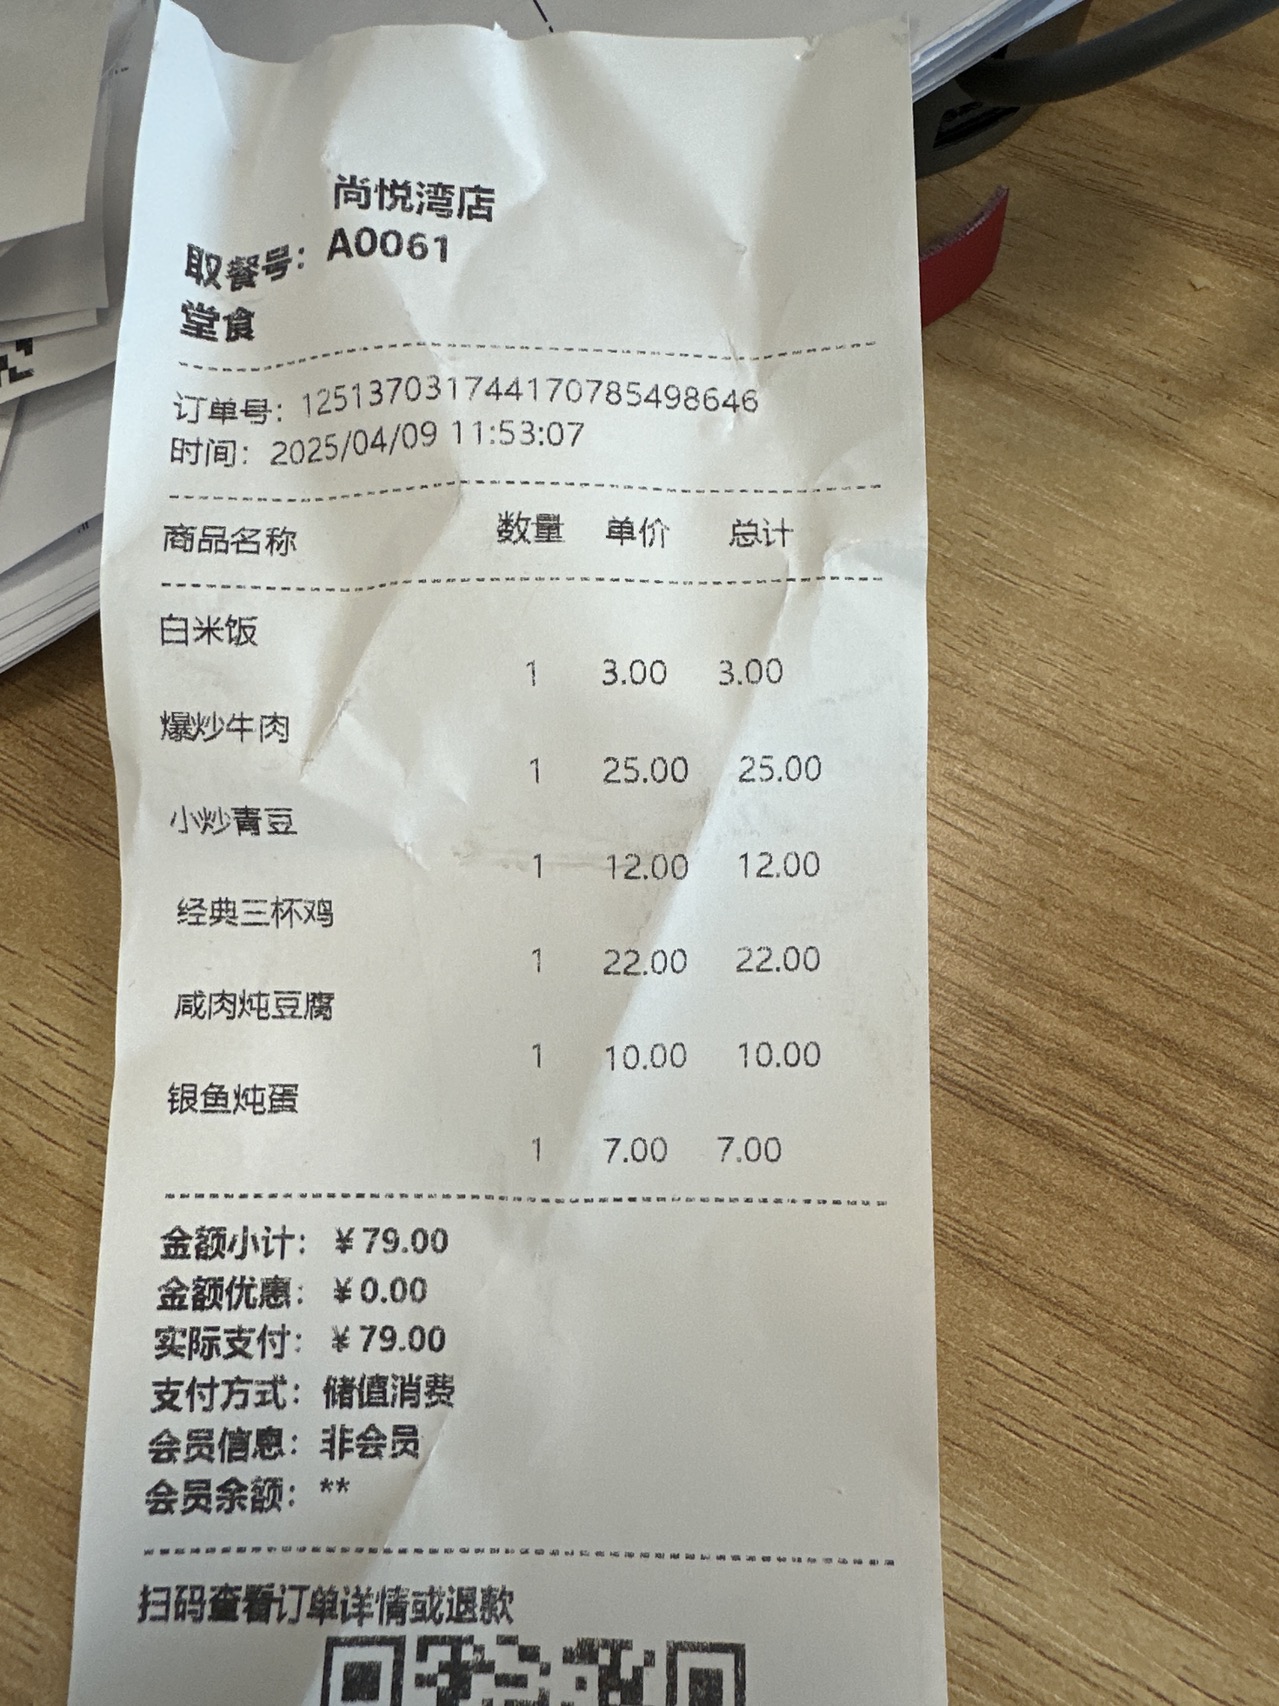 尚悦湾店
取餐号: A0061
堂食
订单号: 1251370317441707854986​46
时间: 2025/04/09 11:53:07
商品名称 数量 单价 总计
白米饭
1 3.00 3.00
爆炒牛肉
1 25.00 25.00
小炒青豆
1 12.00 12.00
经典三杯鸡
1 22.00 22.00
咸肉炖豆腐
1 10.00 10.00
银鱼炖蛋
1 7.00 7.00
金额小计: ¥79.00
金额优惠: ¥0.00
实际支付: ¥79.00
支付方式: 储值消费
会员信息: 非会员
会员余额: **
扫码查看订单详情或退款